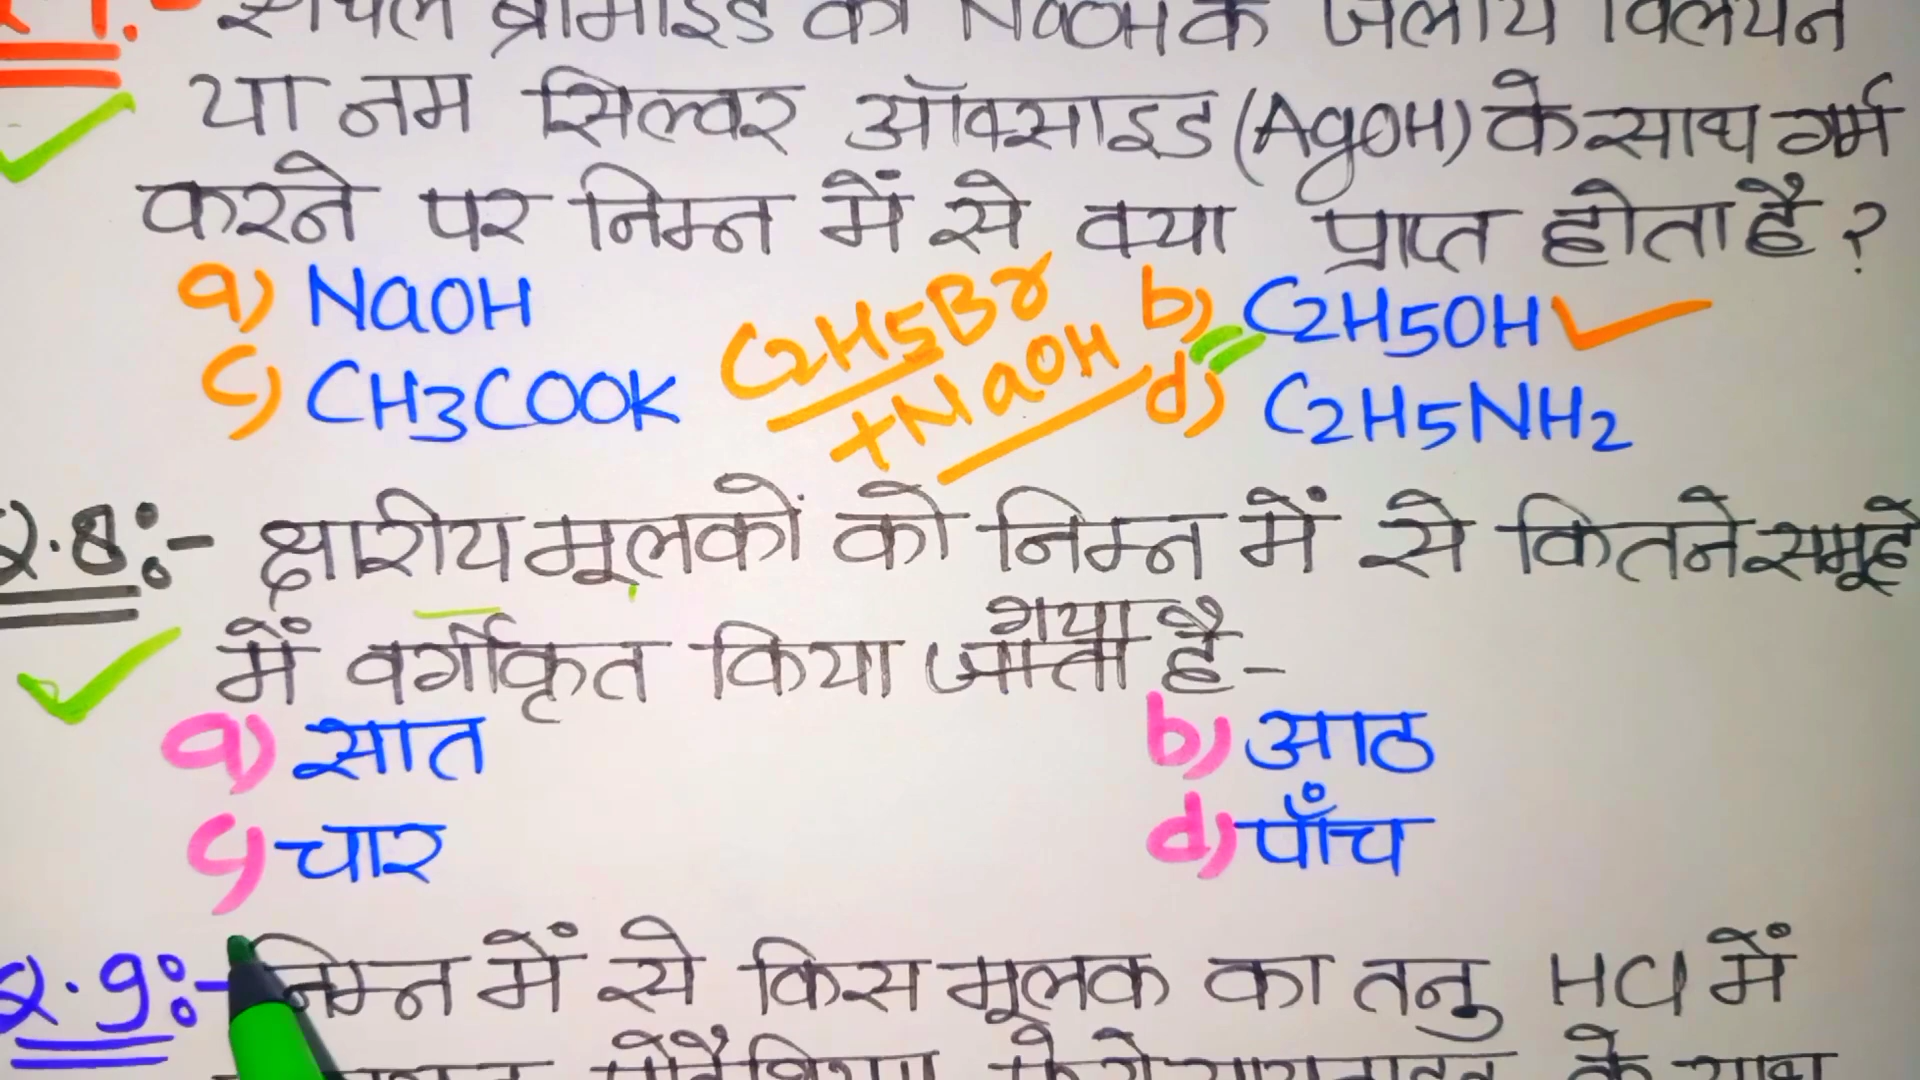 ब्रोमाइड को NaOH के जलीय विलयन
या नम सिल्वर ऑक्साइड (AgOH) के साथ गर्म
करने पर निम्न में से क्या प्राप्त होता है?
a) NaOH
C2H5Br
+NaOH
b) C2H5OH
c) CH3COOK
d) C2H5NH2
Q.8:- क्षारीय मूलकों को निम्न में से कितने समूहों
में वर्गीकृत किया गया है-
a) सात
b) आठ
c) चार
d) पाँच
Q.9:- निम्न में से किस मूलक का तनु HCl में
के साथ